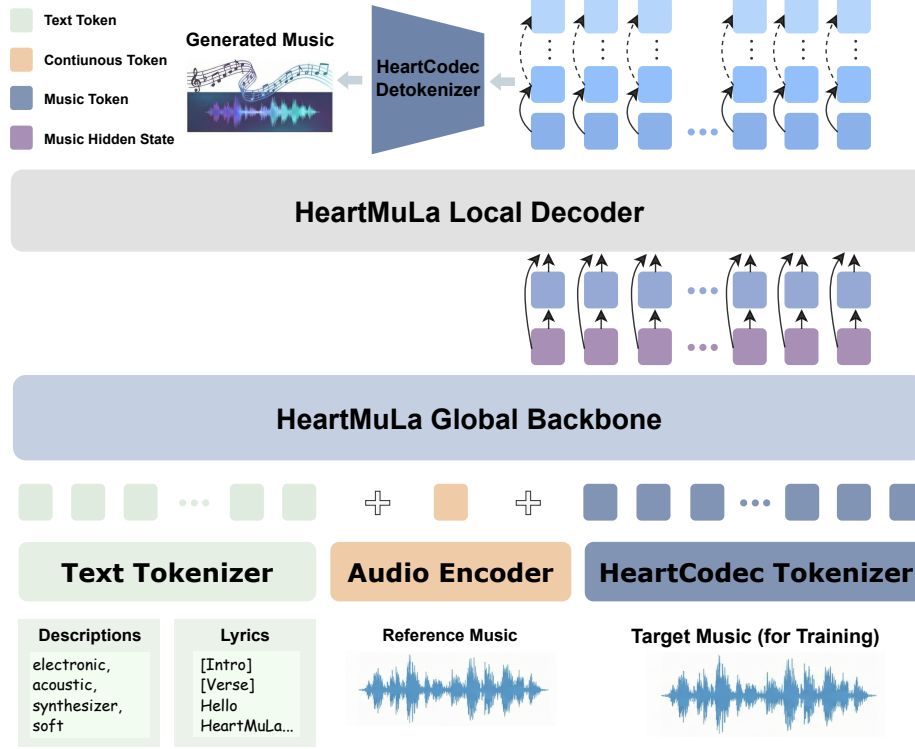 Text Token
Contiunous Token
Music Token
Music Hidden State
Generated Music
HeartCodec
Detokenizer
HeartMuLa Local Decoder
HeartMuLa Global Backbone
Text Tokenizer
Audio Encoder
HeartCodec Tokenizer
Descriptions
electronic,
acoustic,
synthesizer,
soft
Lyrics
[Intro]
[Verse]
Hello
HeartMuLa...
Reference Music
Target Music (for Training)